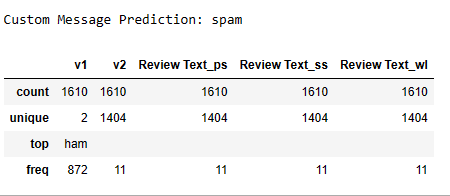 Custom Message Prediction: spam
v1 v2 Review Text_ps Review Text_ss Review Text_wl
count 1610 1610 1610 1610 1610
unique 2 1404 1404 1404 1404
top ham
freq 872 11 11 11 11